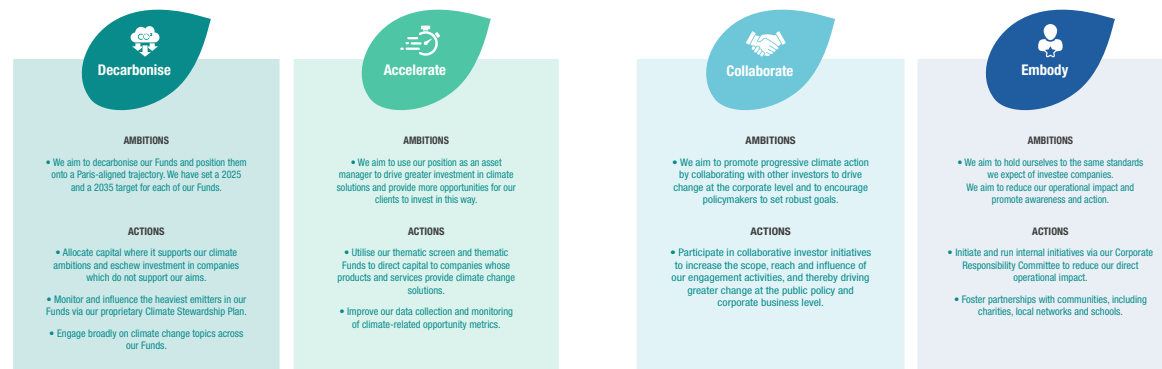 CO²
Decarbonise
AMBITIONS
• We aim to decarbonise our Funds and position them
onto a Paris-aligned trajectory. We have set a 2025
and a 2035 target for each of our Funds.
ACTIONS
• Allocate capital where it supports our climate
ambitions and eschew investment in companies
which do not support our aims.
• Monitor and influence the heaviest emitters in our
Funds via our proprietary Climate Stewardship Plan.
• Engage broadly on climate change topics across
our Funds.
Accelerate
AMBITIONS
• We aim to use our position as an asset
manager to drive greater investment in climate
solutions and provide more opportunities for our
clients to invest in this way.
ACTIONS
• Utilise our thematic screen and thematic
Funds to direct capital to companies whose
products and services provide climate change
solutions.
• Improve our data collection and monitoring
of climate-related opportunity metrics.
Collaborate
AMBITIONS
• We aim to promote progressive climate action
by collaborating with other investors to drive
change at the corporate level and to encourage
policymakers to set robust goals.
ACTIONS
• Participate in collaborative investor initiatives
to increase the scope, reach and influence of
our engagement activities, and thereby driving
greater change at the public policy and
corporate business level.
Embody
AMBITIONS
• We aim to hold ourselves to the same standards
we expect of investee companies.
We aim to reduce our operational impact and
promote awareness and action.
ACTIONS
• Initiate and run internal initiatives via our Corporate
Responsibility Committee to reduce our direct
operational impact.
• Foster partnerships with communities, including
charities, local networks and schools.